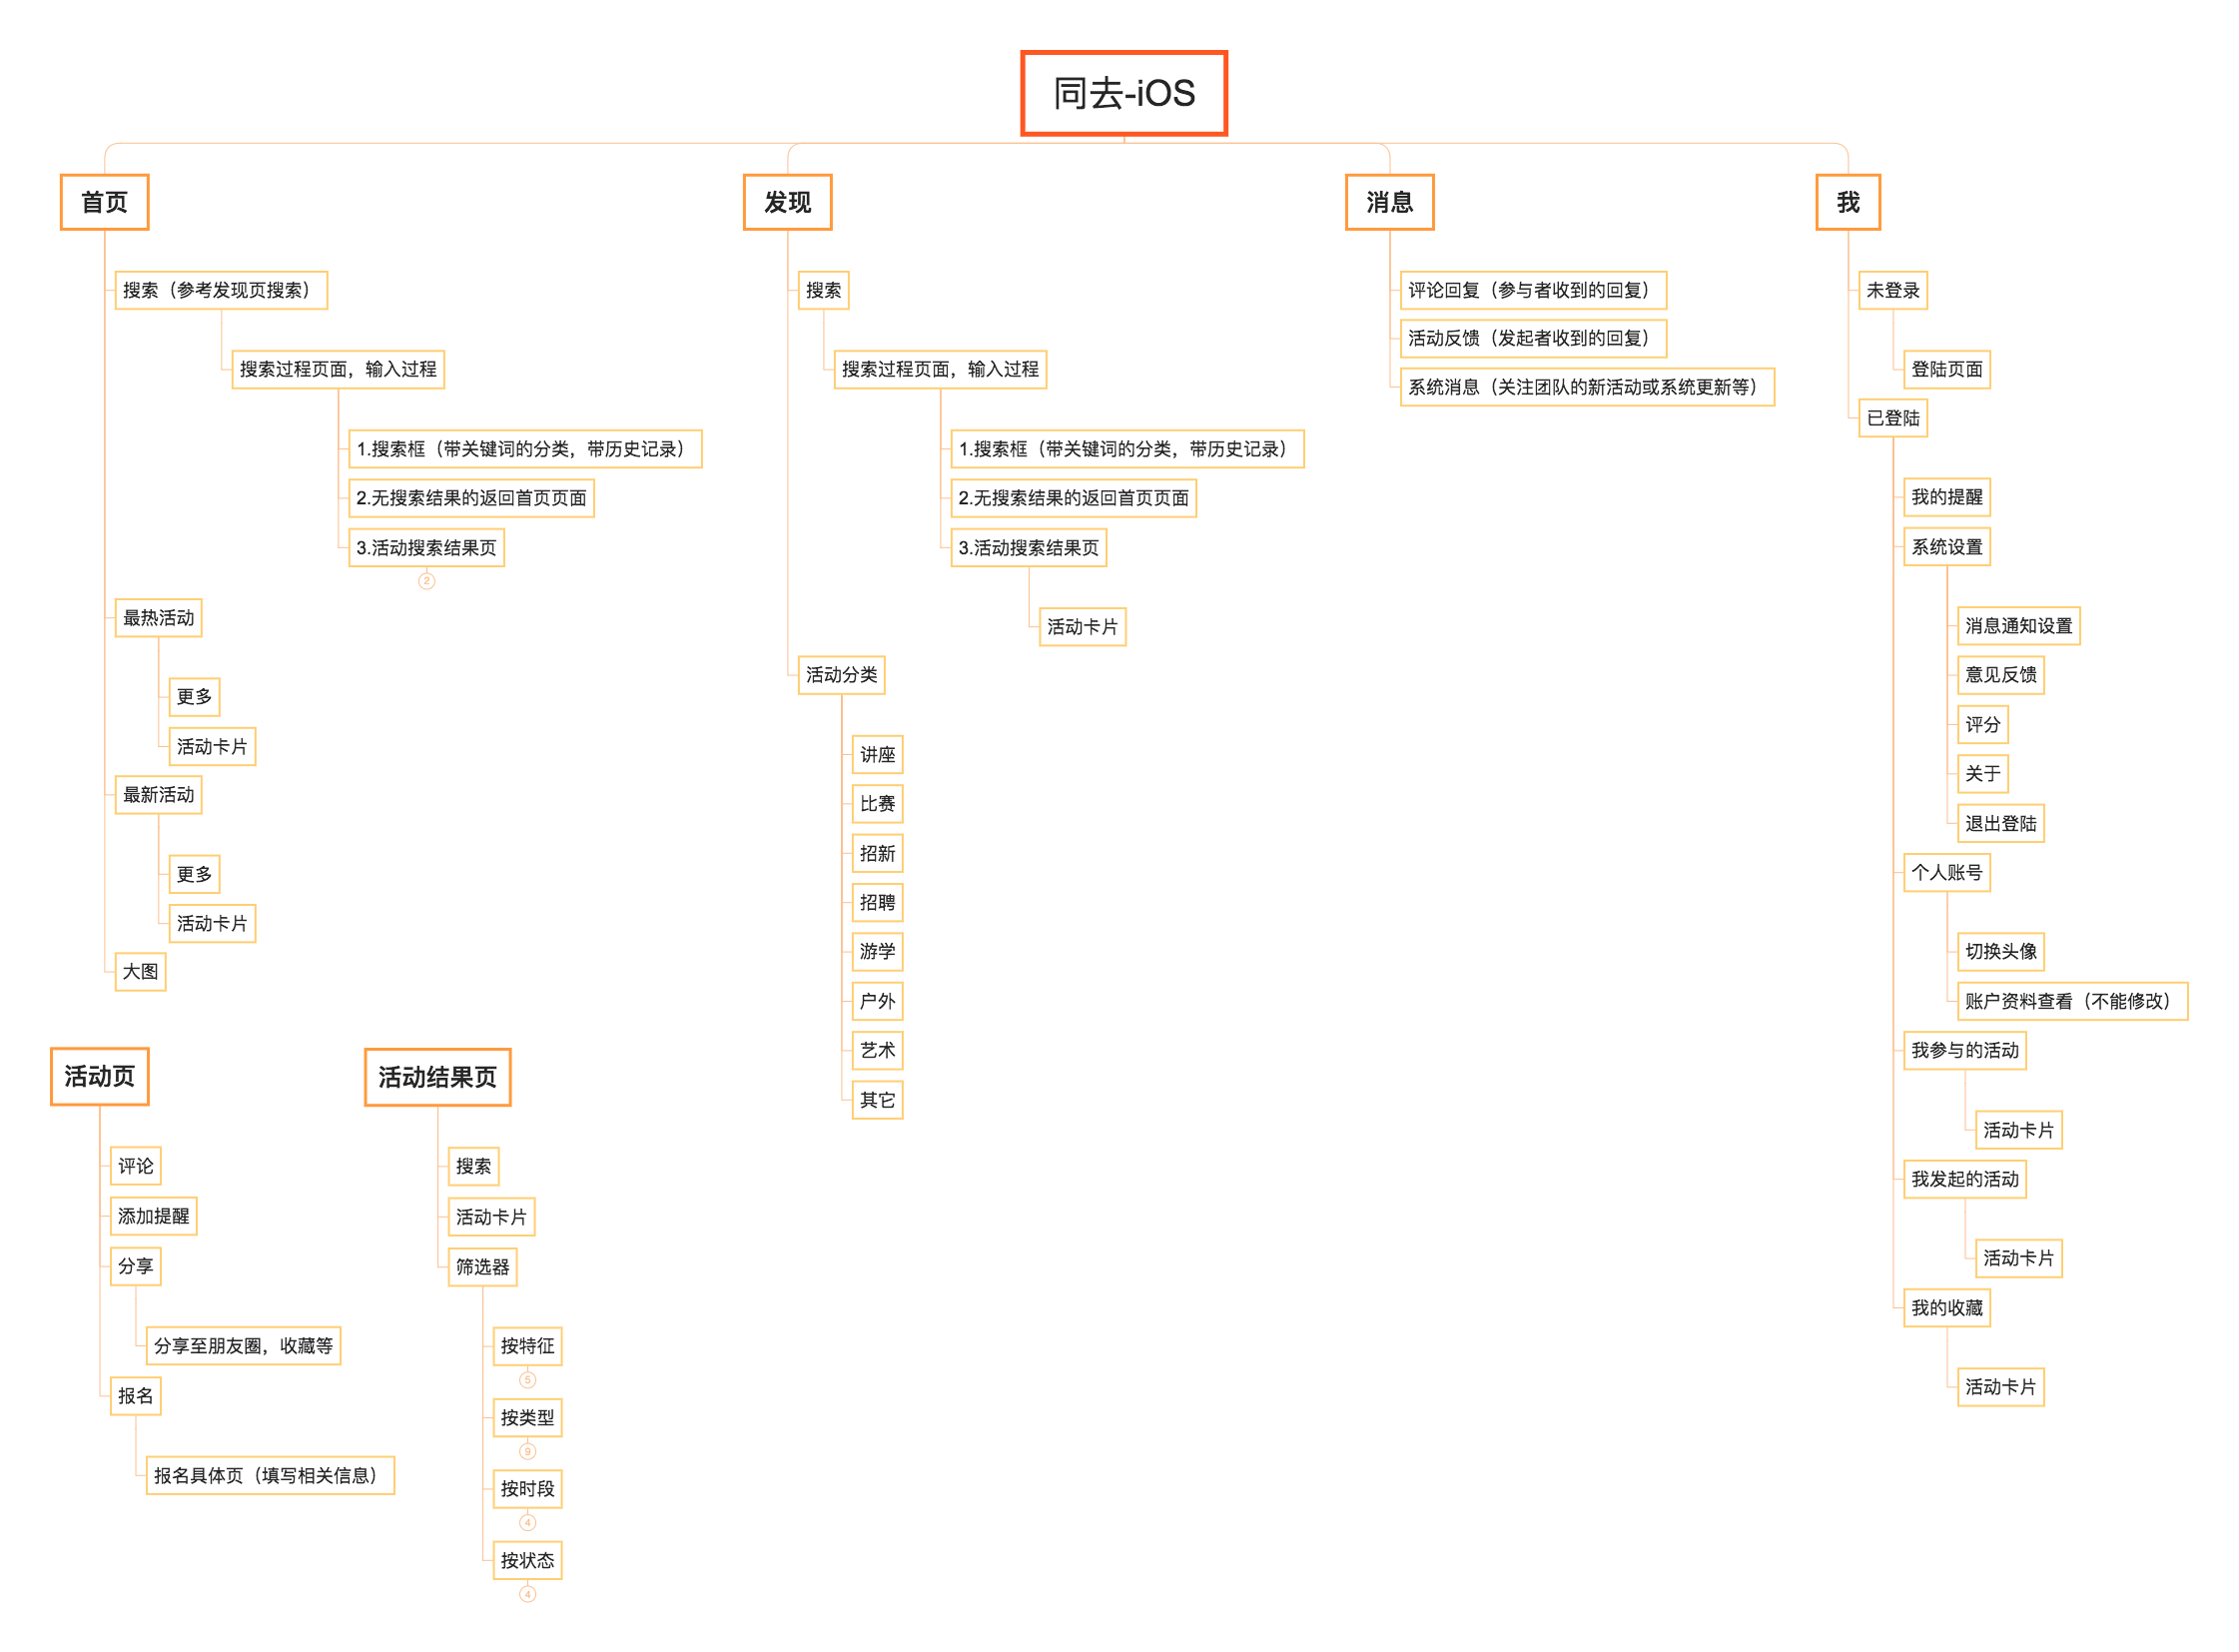 同去-iOS
首页
搜索（参考发现页搜索）
搜索过程页面，输入过程
1.搜索框（带关键词的分类，带历史记录）
2.无搜索结果的返回首页页面
3.活动搜索结果页
2
最热活动
更多
活动卡片
最新活动
更多
活动卡片
大图
发现
搜索
搜索过程页面，输入过程
1.搜索框（带关键词的分类，带历史记录）
2.无搜索结果的返回首页页面
3.活动搜索结果页
活动卡片
活动分类
讲座
比赛
招新
招聘
游学
户外
艺术
其它
消息
评论回复（参与者收到的回复）
活动反馈（发起者收到的回复）
系统消息（关注团队的新活动或系统更新等）
我
未登录
登陆页面
已登陆
我的提醒
系统设置
消息通知设置
意见反馈
评分
关于
退出登陆
个人账号
切换头像
账户资料查看（不能修改）
我参与的活动
活动卡片
我发起的活动
活动卡片
我的收藏
活动卡片
活动页
评论
添加提醒
分享
分享至朋友圈，收藏等
报名
报名具体页（填写相关信息）
活动结果页
搜索
活动卡片
筛选器
按特征
5
按类型
9
按时段
4
按状态
4